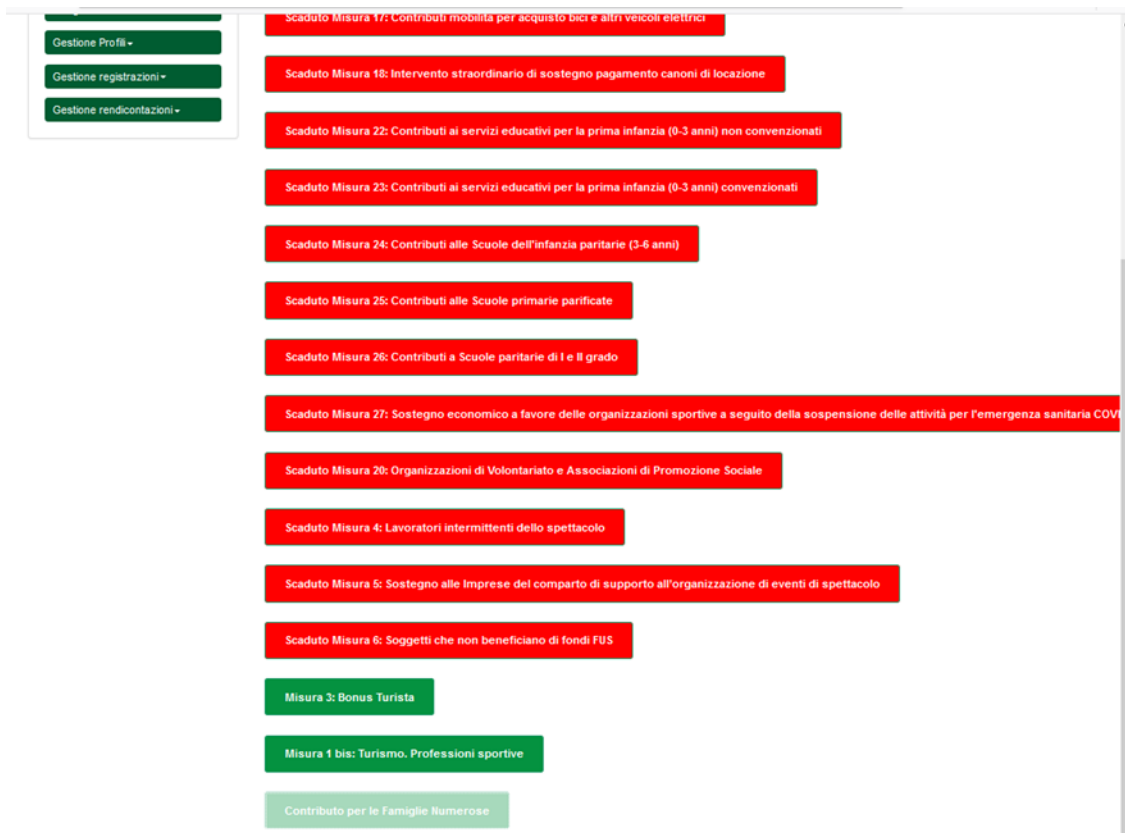 Gestione Profili
Gestione registrazioni
Gestione rendicontazioni
Scaduto Misura 17: Contributi mobilità per acquisto bici e altri veicoli elettrici
Scaduto Misura 18: Intervento straordinario di sostegno pagamento canoni di locazione
Scaduto Misura 22: Contributi ai servizi educativi per la prima infanzia (0-3 anni) non convenzionati
Scaduto Misura 23: Contributi ai servizi educativi per la prima infanzia (0-3 anni) convenzionati
Scaduto Misura 24: Contributi alle Scuole dell'infanzia paritarie (3-6 anni)
Scaduto Misura 25: Contributi alle Scuole primarie parificate
Scaduto Misura 26: Contributi a Scuole paritarie di I e II grado
Scaduto Misura 27: Sostegno economico a favore delle organizzazioni sportive a seguito della sospensione delle attività per l'emergenza sanitaria COVI
Scaduto Misura 20: Organizzazioni di Volontariato e Associazioni di Promozione Sociale
Scaduto Misura 4: Lavoratori intermittenti dello spettacolo
Scaduto Misura 5: Sostegno alle Imprese del comparto di supporto all'organizzazione di eventi di spettacolo
Scaduto Misura 6: Soggetti che non beneficiano di fondi FUS
Misura 3: Bonus Turista
Misura 1 bis: Turismo. Professioni sportive
Contributo per le Famiglie Numerose